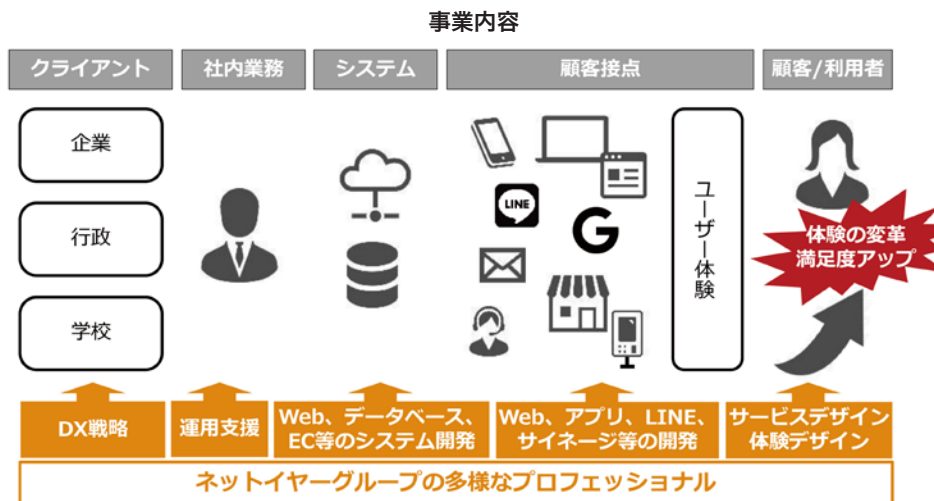 事業内容
クライアント
社内業務
システム
顧客接点
顧客/利用者
企業
行政
学校
LINE
G
ユーザー体験
体験の変革
満足度アップ
DX戦略
運用支援
Web、データベース、
EC等のシステム開発
Web、アプリ、LINE、
サイネージ等の開発
サービスデザイン
体験デザイン
ネットイヤーグループの多様なプロフェッショナル